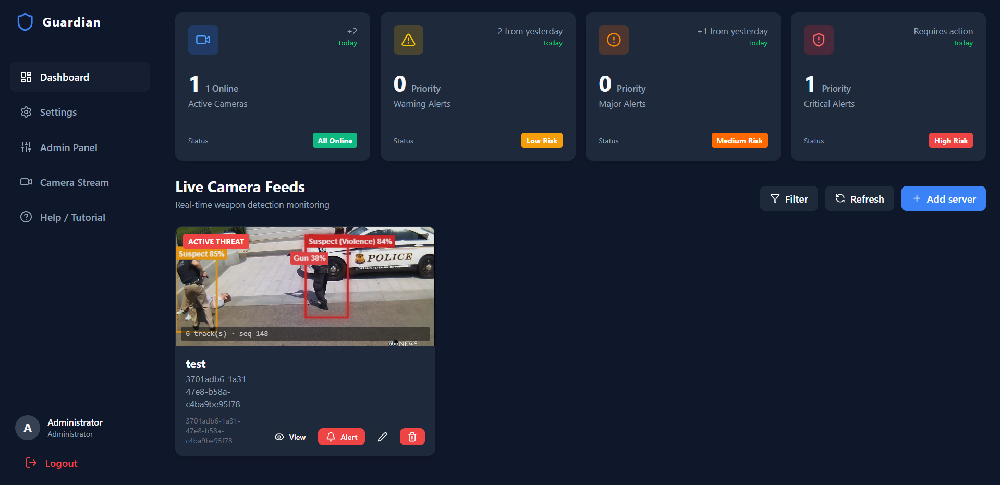 Guardian
Dashboard
Settings
Admin Panel
Camera Stream
Help / Tutorial
A
Administrator
Administrator
Logout
+2
today
1 1 Online
Active Cameras
Status
All Online
-2 from yesterday
today
0 Priority
Warning Alerts
Status
Low Risk
+1 from yesterday
today
0 Priority
Major Alerts
Status
Medium Risk
Requires action
today
1 Priority
Critical Alerts
Status
High Risk
Live Camera Feeds
Real-time weapon detection monitoring
Filter
Refresh
+ Add server
ACTIVE THREAT
Suspect 85%
Suspect (Violence) 84%
Gun 38%
POLICE
UNITED STATES SECRET
6 track(s) · seq 148
abc NEWS
test
3701adb6-1a31-
47e8-b58a-
c4ba9be95f78
3701adb6-1a31-
47e8-b58a-
c4ba9be95f78
View
Alert